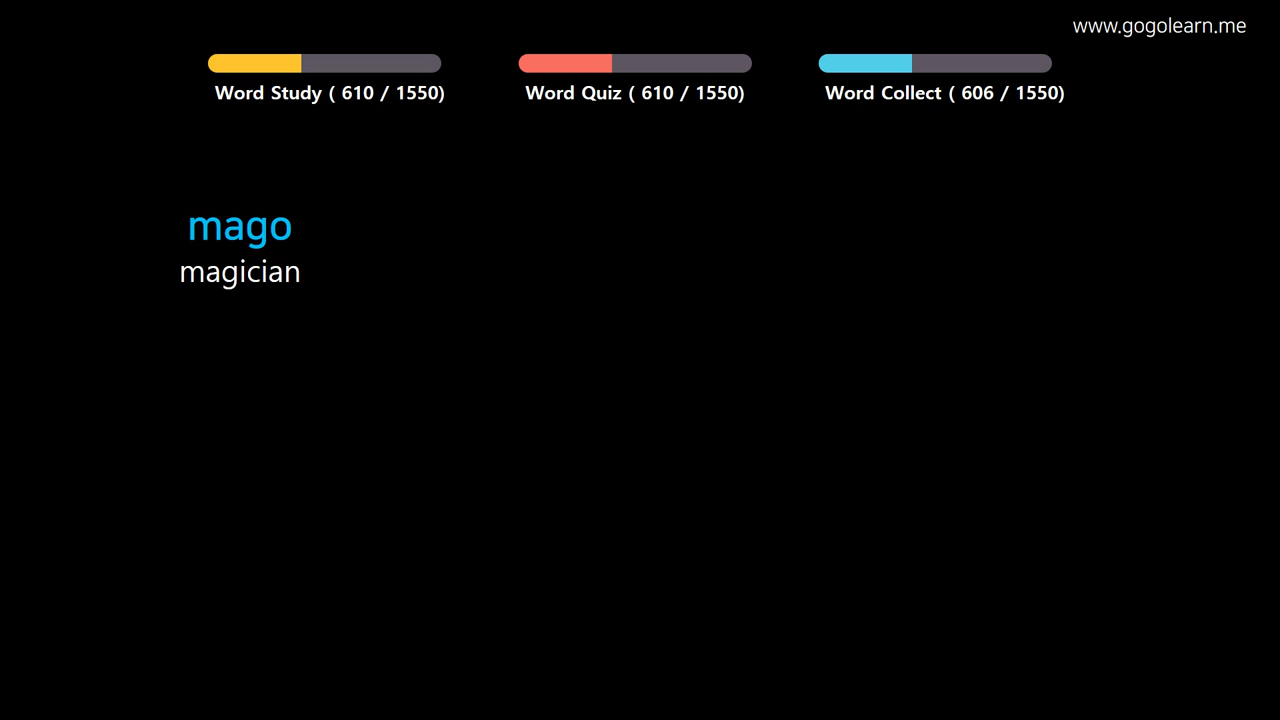 www.gogolearn.me
Word Study ( 610 / 1550)
Word Quiz ( 610 / 1550)
Word Collect ( 606 / 1550)
mago
magician